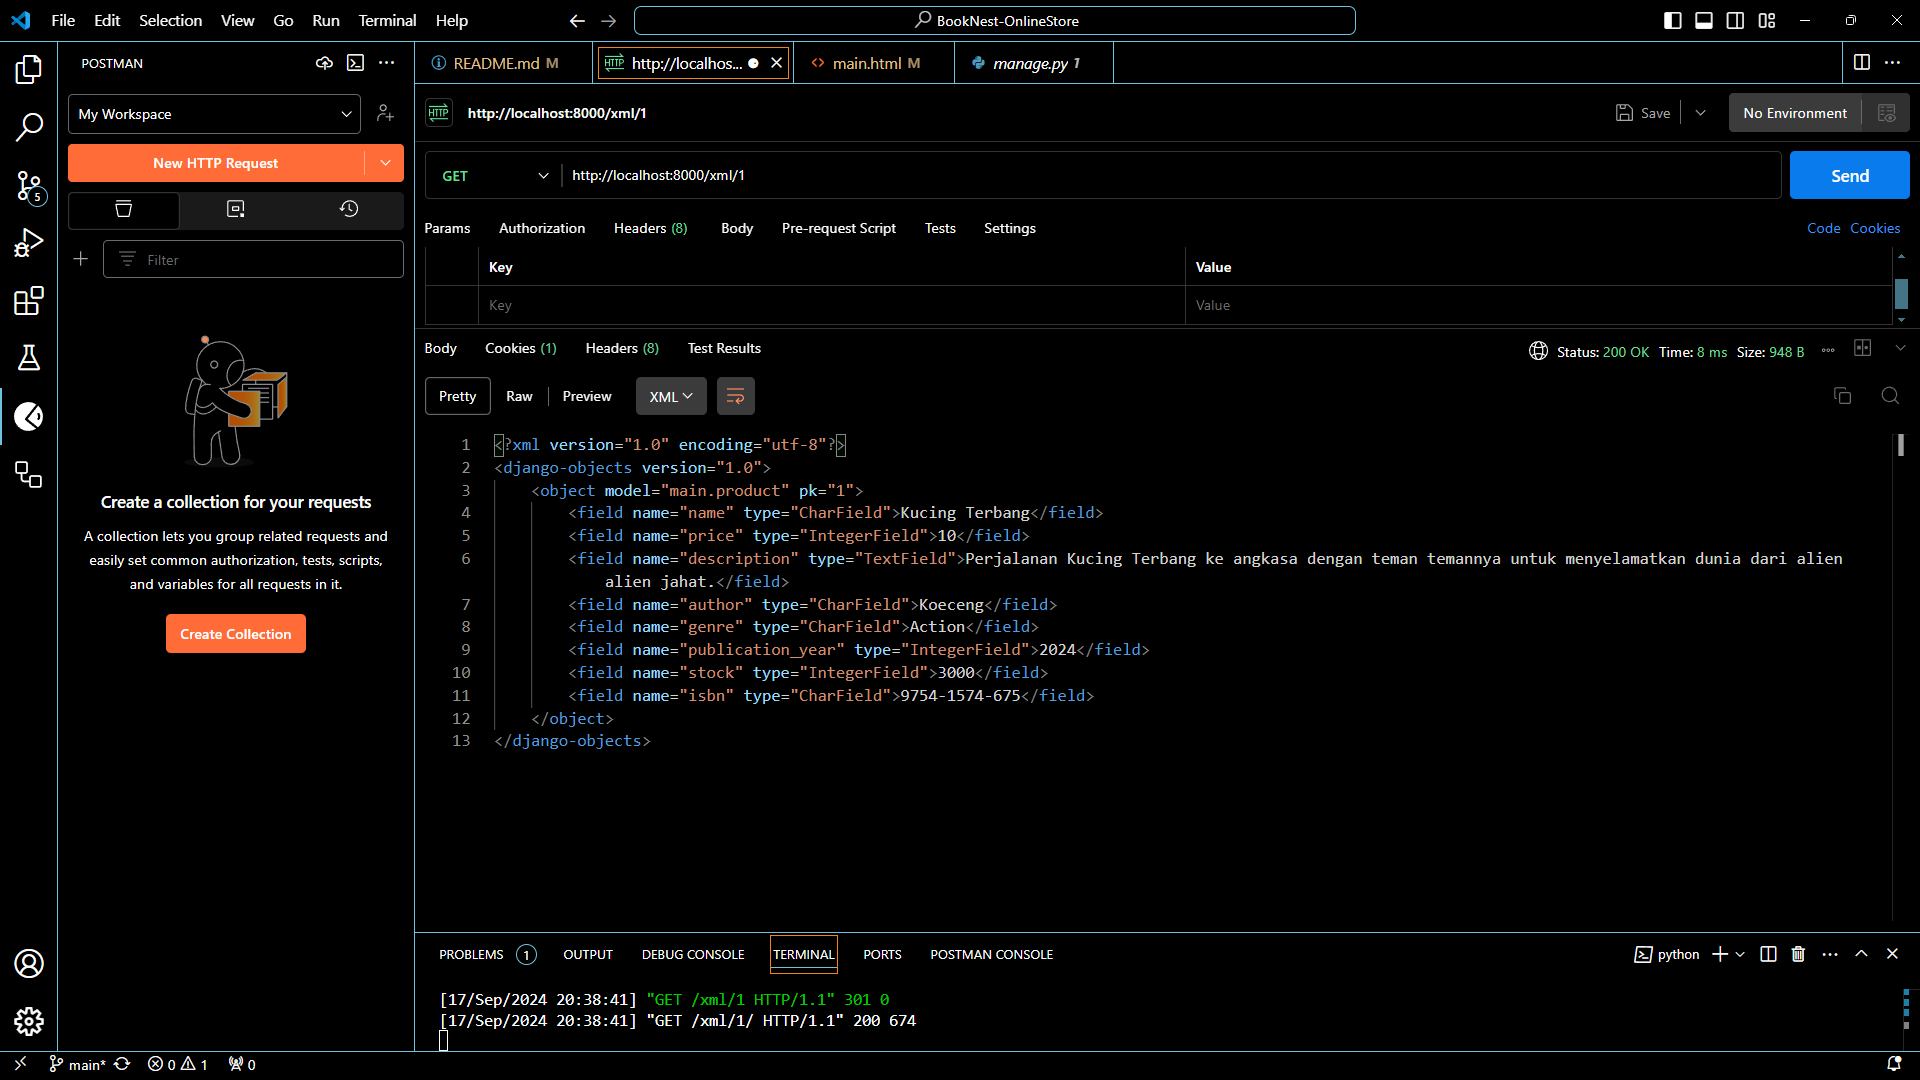 File Edit Selection View Go Run Terminal Help
BookNest-OnlineStore
POSTMAN
My Workspace
New HTTP Request
Filter
Create a collection for your requests
A collection lets you group related requests and
easily set common authorization, tests, scripts,
and variables for all requests in it.
Create Collection
5
README.md M
HTTP http://localhos...
main.html M
manage.py 1
HTTP http://localhost:8000/xml/1
Save
No Environment
GET http://localhost:8000/xml/1
Send
Params Authorization Headers (8) Body Pre-request Script Tests Settings
Code Cookies
Key Value
Key Value
Body Cookies (1) Headers (8) Test Results
Status: 200 OK Time: 8 ms Size: 948 B
Pretty Raw Preview XML
1 <?xml version="1.0" encoding="utf-8"?>
2 <django-objects version="1.0">
3 <object model="main.product" pk="1">
4 <field name="name" type="CharField">Kucing Terbang</field>
5 <field name="price" type="IntegerField">10</field>
6 <field name="description" type="TextField">Perjalanan Kucing Terbang ke angkasa dengan teman temannya untuk menyelamatkan dunia dari alien
alien jahat.</field>
7 <field name="author" type="CharField">Koeceng</field>
8 <field name="genre" type="CharField">Action</field>
9 <field name="publication_year" type="IntegerField">2024</field>
10 <field name="stock" type="IntegerField">3000</field>
11 <field name="isbn" type="CharField">9754-1574-675</field>
12 </object>
13 </django-objects>
PROBLEMS 1 OUTPUT DEBUG CONSOLE TERMINAL PORTS POSTMAN CONSOLE
python
[17/Sep/2024 20:38:41] "GET /xml/1 HTTP/1.1" 301 0
[17/Sep/2024 20:38:41] "GET /xml/1/ HTTP/1.1" 200 674
main* 0 1 0